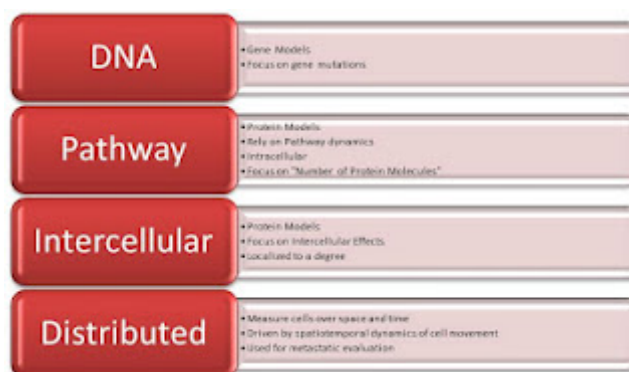 DNA
• Gene Models
• Focus on gene mutations
Pathway
• Protein Models
• Rely on Pathway dynamics
• Intracellular
• Focus on "Number of Protein Molecules"
Intercellular
• Protein Models
• Focus on Intercellular Effects
• Localized to a degree
Distributed
• Measure cells over space and time
• Driven by spatiotemporal dynamics of cell movement
• Used for metastatic evaluation